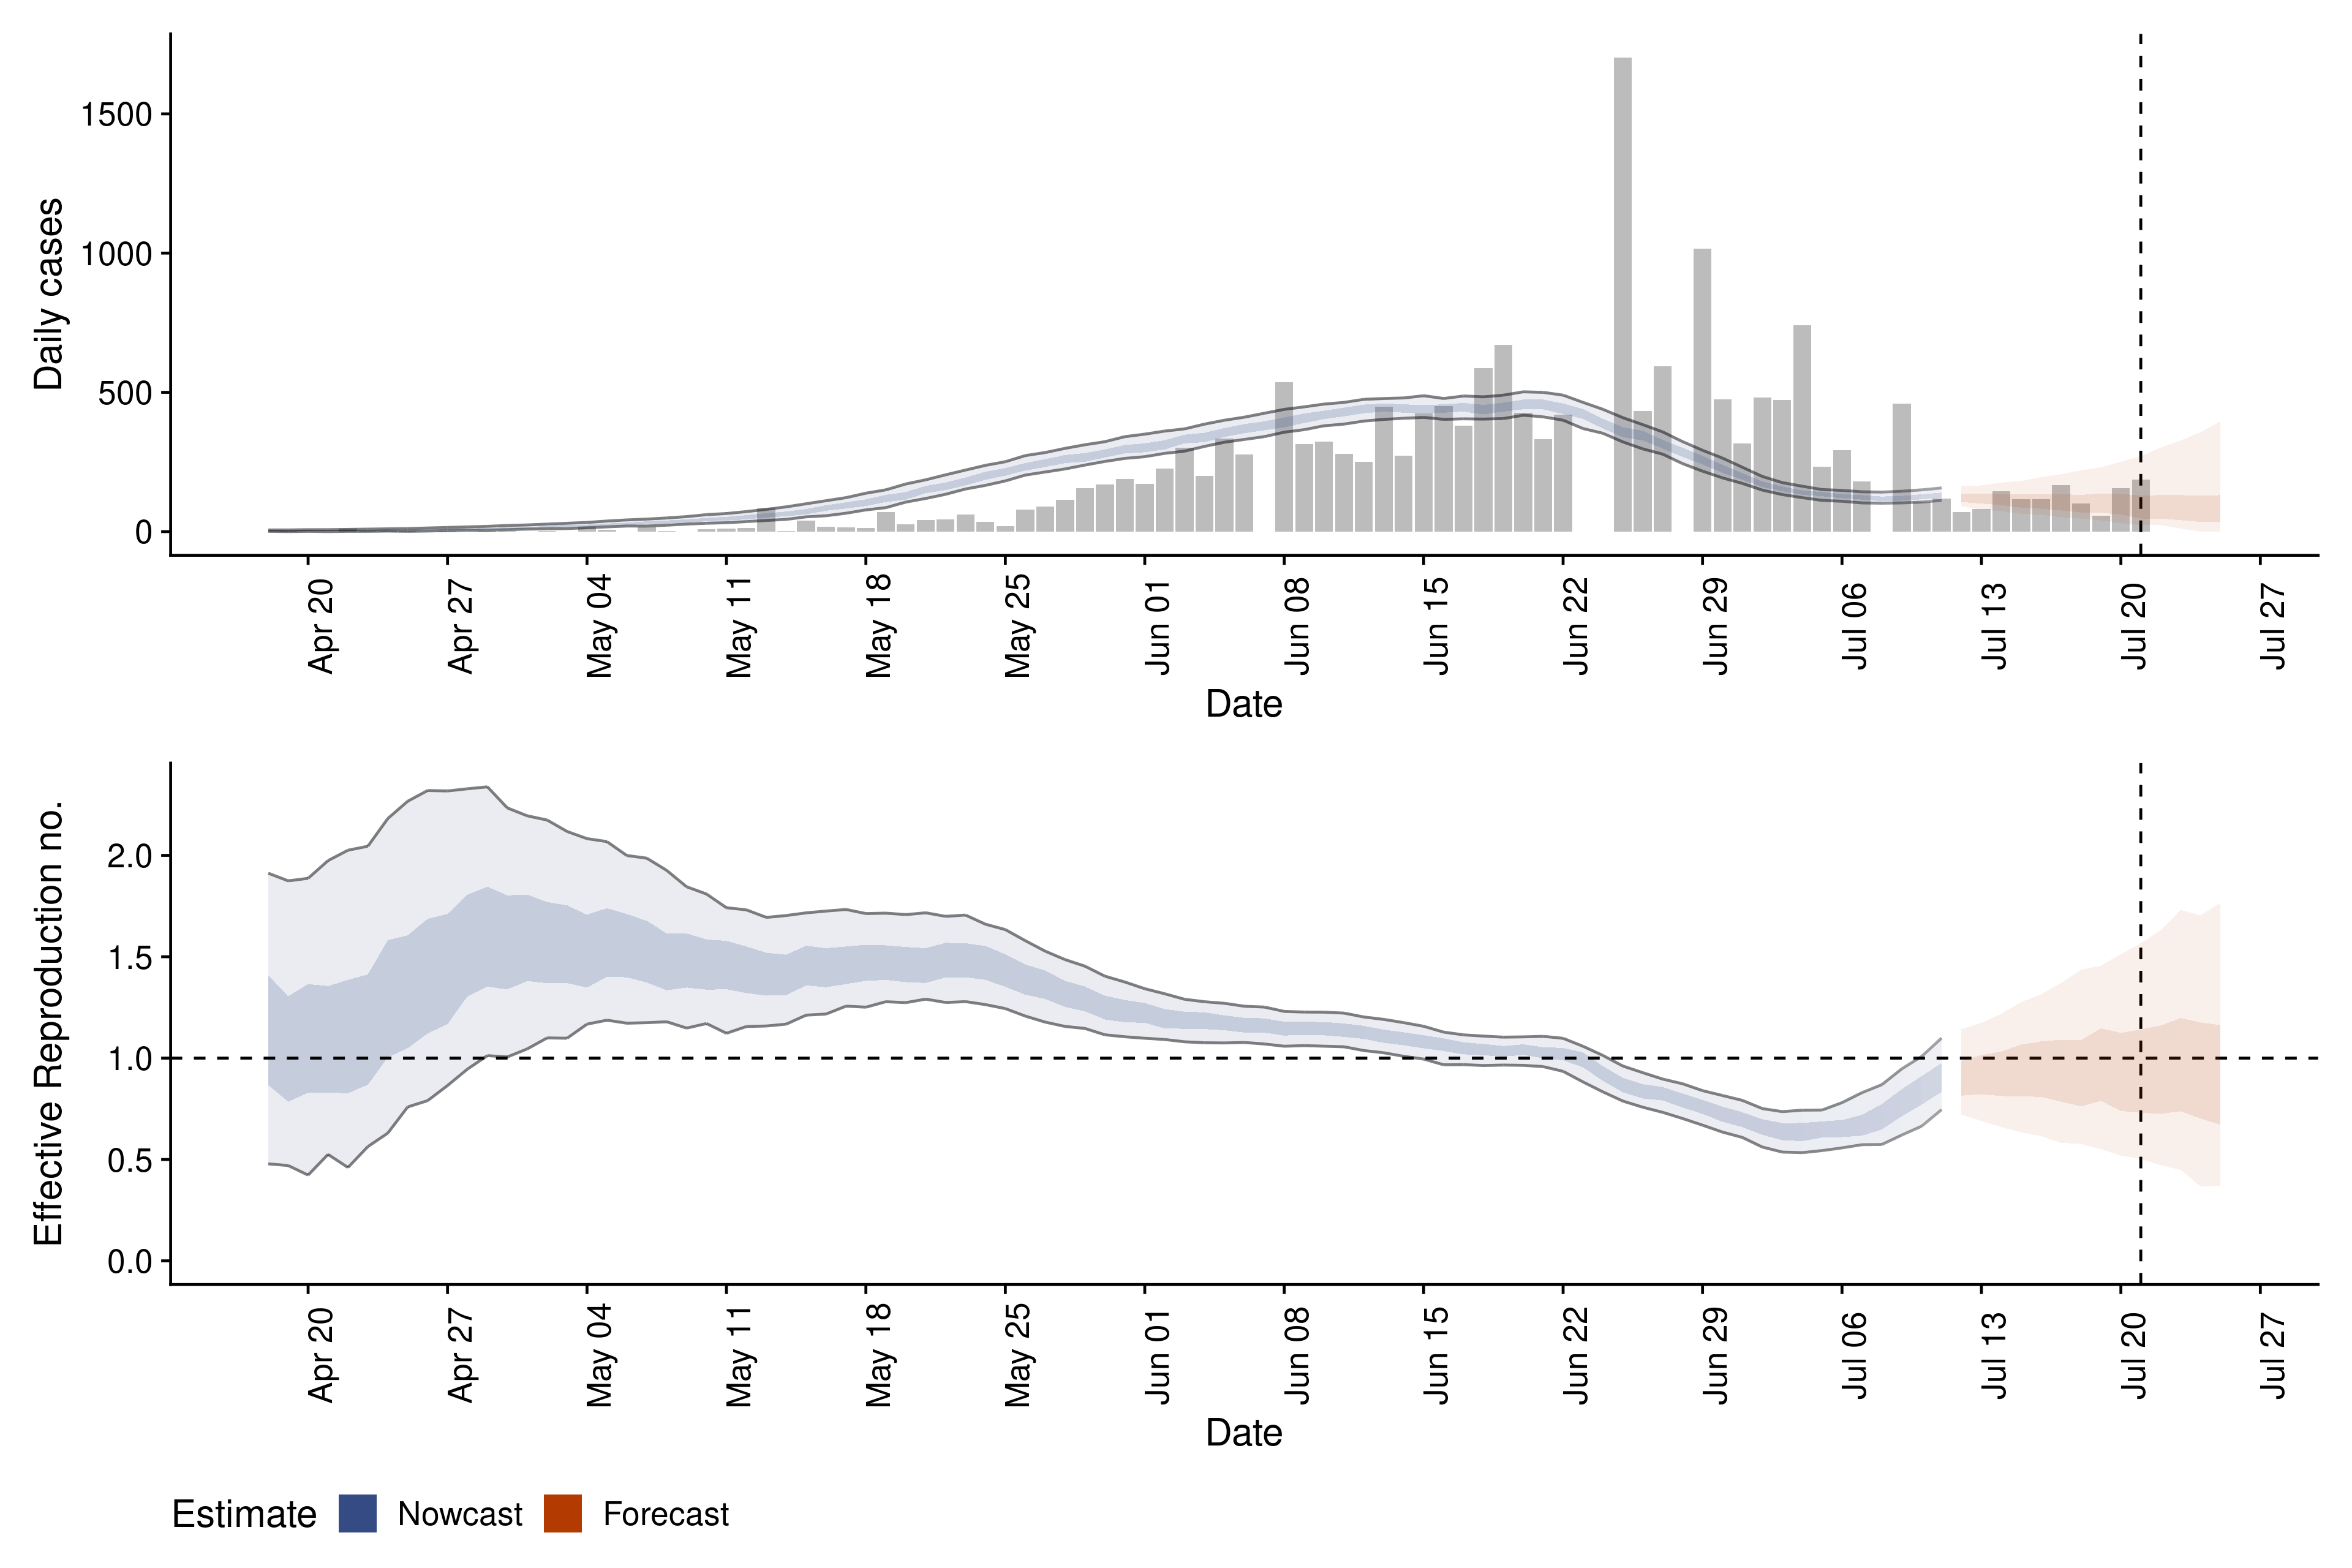 1500
1000
500
0
Daily cases
Apr 20
Apr 27
May 04
May 11
May 18
May 25
Jun 01
Jun 08
Jun 15
Jun 22
Jun 29
Jul 06
Jul 13
Jul 20
Jul 27
Date
2.0
1.5
1.0
0.5
0.0
Effective Reproduction no.
Apr 20
Apr 27
May 04
May 11
May 18
May 25
Jun 01
Jun 08
Jun 15
Jun 22
Jun 29
Jul 06
Jul 13
Jul 20
Jul 27
Date
Estimate Nowcast Forecast